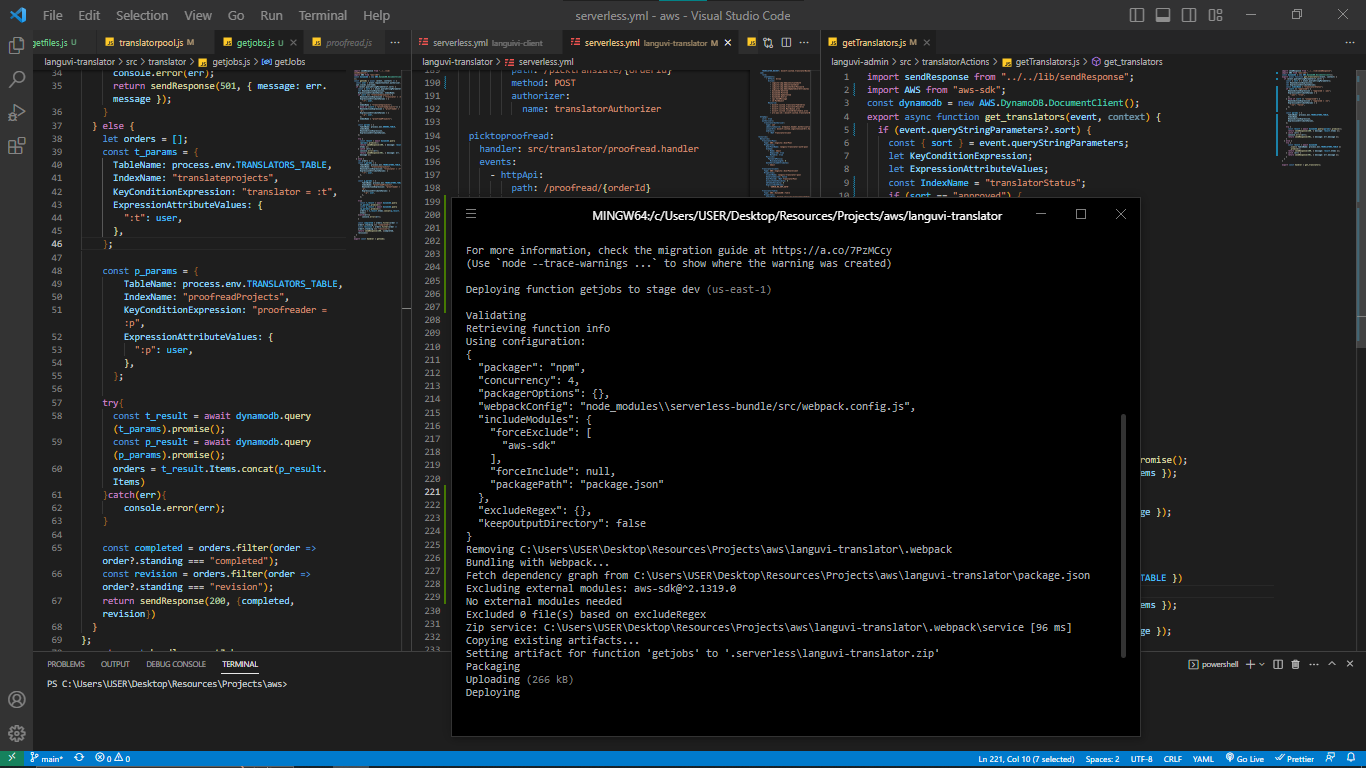 File Edit Selection View Go Run Terminal Help
serverless.yml - aws - Visual Studio Code
getfiles.js U
translatorpool.js M
getjobs.js U
proofread.js
serverless.yml languivi-client
serverless.yml languvi-translator M
getTranslators.js M
languvi-translator > src > translator > getjobs.js > getJobs
34 console.error(err);
35 return sendResponse(501, { message: err.
message });
36 }
37 } else {
38 let orders = [];
39 const t_params = {
40 TableName: process.env.TRANSLATORS_TABLE,
41 IndexName: "translateprojects",
42 KeyConditionExpression: "translator = :t",
43 ExpressionAttributeValues: {
44 ":t": user,
45 },
46 };
47
48 const p_params = {
49 TableName: process.env.TRANSLATORS_TABLE,
50 IndexName: "proofreadProjects",
51 KeyConditionExpression: "proofreader =
:p",
52 ExpressionAttributeValues: {
53 ":p": user,
54 },
55 };
56
57 try{
58 const t_result = await dynamodb.query
(t_params).promise();
59 const p_result = await dynamodb.query
(p_params).promise();
60 orders = t_result.Items.concat(p_result.
Items)
61 }catch(err){
62 console.error(err);
63 }
64
65 const completed = orders.filter(order =>
order?.standing === "completed");
66 const revision = orders.filter(order =>
order?.standing === "revision");
67 return sendResponse(200, {completed,
revision})
68 }
69 };
languvi-translator > serverless.yml
189 path: /picktranslate/{orderId}
190 method: POST
191 authorizer:
192 name: translatorAuthorizer
193
194 picktoproofread:
195 handler: src/translator/proofread.handler
196 events:
197 - httpApi:
198 path: /proofread/{orderId}
199
200
201
202
203
204
205
206
207
208
209
210
211
212
213
214
215
216
217
218
219
220
221
222
223
224
225
226
227
228
229
230
231
232
233
languvi-admin > src > translatorActions > getTranslators.js > get_translators
1 import sendResponse from "../../lib/sendResponse";
2 import AWS from "aws-sdk";
3 const dynamodb = new AWS.DynamoDB.DocumentClient();
4 export async function get_translators(event, context) {
5 if (event.queryStringParameters?.sort) {
6 const { sort } = event.queryStringParameters;
7 let KeyConditionExpression;
8 let ExpressionAttributeValues;
9 const IndexName = "translatorStatus";
10 if (sort == "approved") {
romise();
ems });
ge });
TABLE })
ems });
ge });
MINGW64:/c/Users/USER/Desktop/Resources/Projects/aws/languvi-translator
For more information, check the migration guide at https://a.co/7PzMCcy
(Use `node --trace-warnings ...` to show where the warning was created)
Deploying function getjobs to stage dev (us-east-1)
Validating
Retrieving function info
Using configuration:
{
"packager": "npm",
"concurrency": 4,
"packagerOptions": {},
"webpackConfig": "node_modules\\serverless-bundle/src/webpack.config.js",
"includeModules": {
"forceExclude": [
"aws-sdk"
],
"forceInclude": null,
"packagePath": "package.json"
},
"excludeRegex": {},
"keepOutputDirectory": false
}
Removing C:\Users\USER\Desktop\Resources\Projects\aws\languvi-translator\.webpack
Bundling with Webpack...
Fetch dependency graph from C:\Users\USER\Desktop\Resources\Projects\aws\languvi-translator\package.json
Excluding external modules: aws-sdk@^2.1319.0
No external modules needed
Excluded 0 file(s) based on excludeRegex
Zip service: C:\Users\USER\Desktop\Resources\Projects\aws\languvi-translator\.webpack\service [96 ms]
Copying existing artifacts...
Setting artifact for function 'getjobs' to '.serverless\languvi-translator.zip'
Packaging
Uploading (266 kB)
Deploying
PROBLEMS OUTPUT DEBUG CONSOLE TERMINAL
powershell
PS C:\Users\USER\Desktop\Resources\Projects\aws>
main* 0 0
Ln 221, Col 10 (7 selected) Spaces: 2 UTF-8 CRLF YAML Go Live Prettier